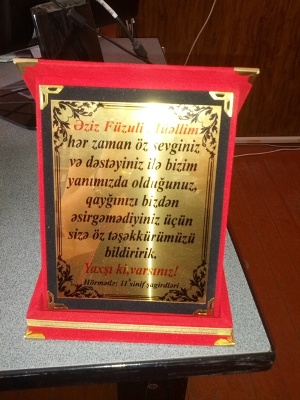 Əziz Füzuli Müəllim
hər zaman öz sevginiz
və dəstəyiniz ilə bizim
yanımızda olduğunuz,
qayğınızı bizdən
əsirgəmədiyiniz üçün
sizə öz təşəkkürümüzü
bildiririk.
Yaxşı ki,varsınız!
Hörmətlə: 11 sinif şagirdləri